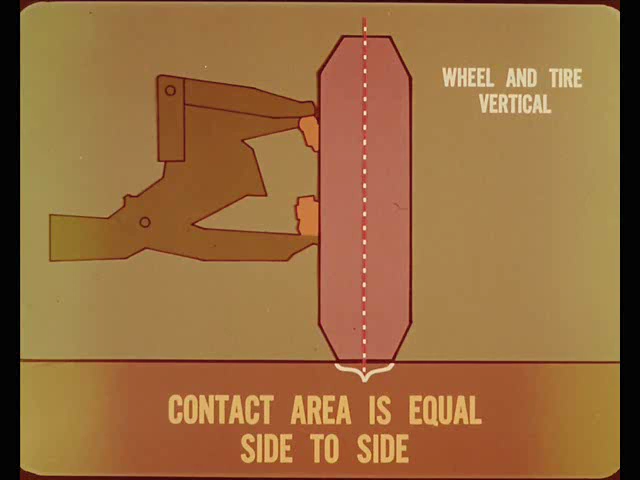 WHEEL AND TIRE
VERTICAL
CONTACT AREA IS EQUAL
SIDE TO SIDE